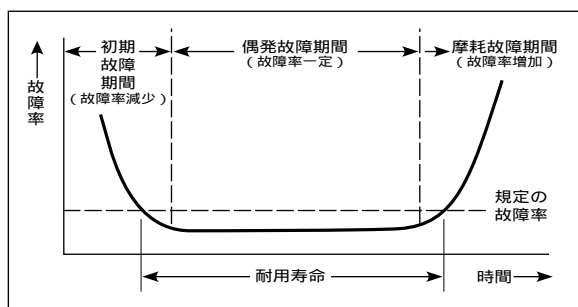 初期
故障
期間
(故障率減少)
偶発故障期間
(故障率一定)
摩耗故障期間
(故障率増加)
故障率
規定の
故障率
耐用寿命
時間